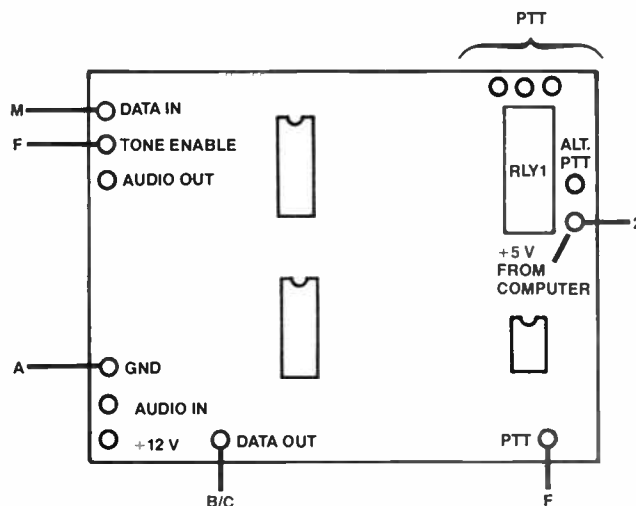 PTT
M
DATA IN
F
TONE ENABLE
AUDIO OUT
RLY1
ALT.
PTT
2
+5 V
FROM
COMPUTER
A
GND
AUDIO IN
+12 V
DATA OUT
PTT
B/C
F